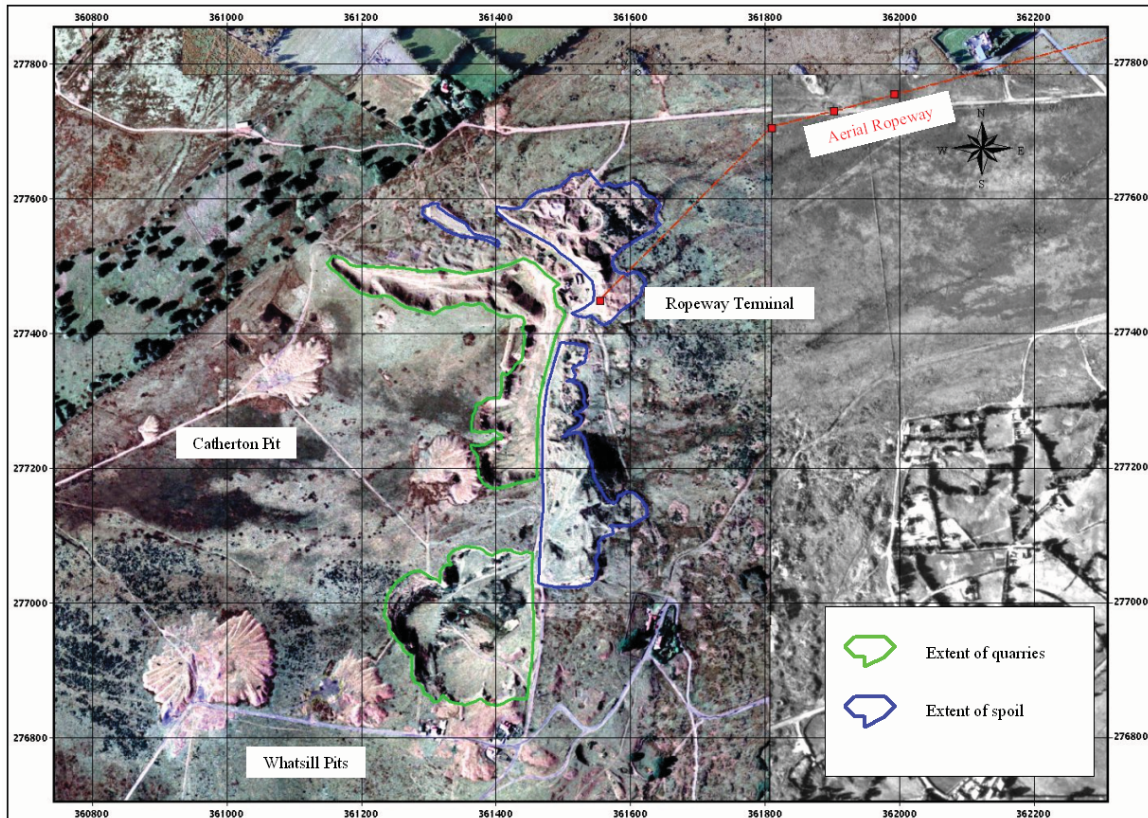 360800 361000 361200 361400 361600 361800 362000 362200
277800 277800
Aerial Ropeway
N
W E
S
277600 277600
Ropeway Terminal
277400 277400
Catherton Pit
277200 277200
277000 277000
Extent of quarries
Extent of spoil
276800 276800
Whatsill Pits
360800 361000 361200 361400 361600 361800 362000 362200